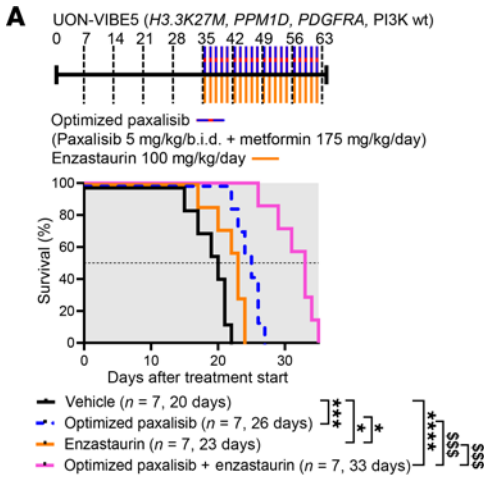 A UON-VIBE5 (H3.3K27M, PPM1D, PDGFRA, PI3K wt)
0 7 14 21 28 35 42 49 56 63
Optimized paxalisib
(Paxalisib 5 mg/kg/b.i.d. + metformin 175 mg/kg/day)
Enzastaurin 100 mg/kg/day
100
80
60
40
20
0
Survival (%)
0 10 20 30
Days after treatment start
Vehicle (n = 7, 20 days)
Optimized paxalisib (n = 7, 26 days)
Enzastaurin (n = 7, 23 days)
Optimized paxalisib + enzastaurin (n = 7, 33 days)
*** * * **** $$$ $$$